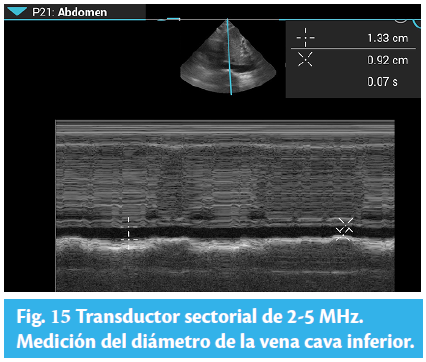 P21: Abdomen
1.33 cm
0.92 cm
0.07 s
Fig. 15 Transductor sectorial de 2-5 MHz.
Medición del diámetro de la vena cava inferior.